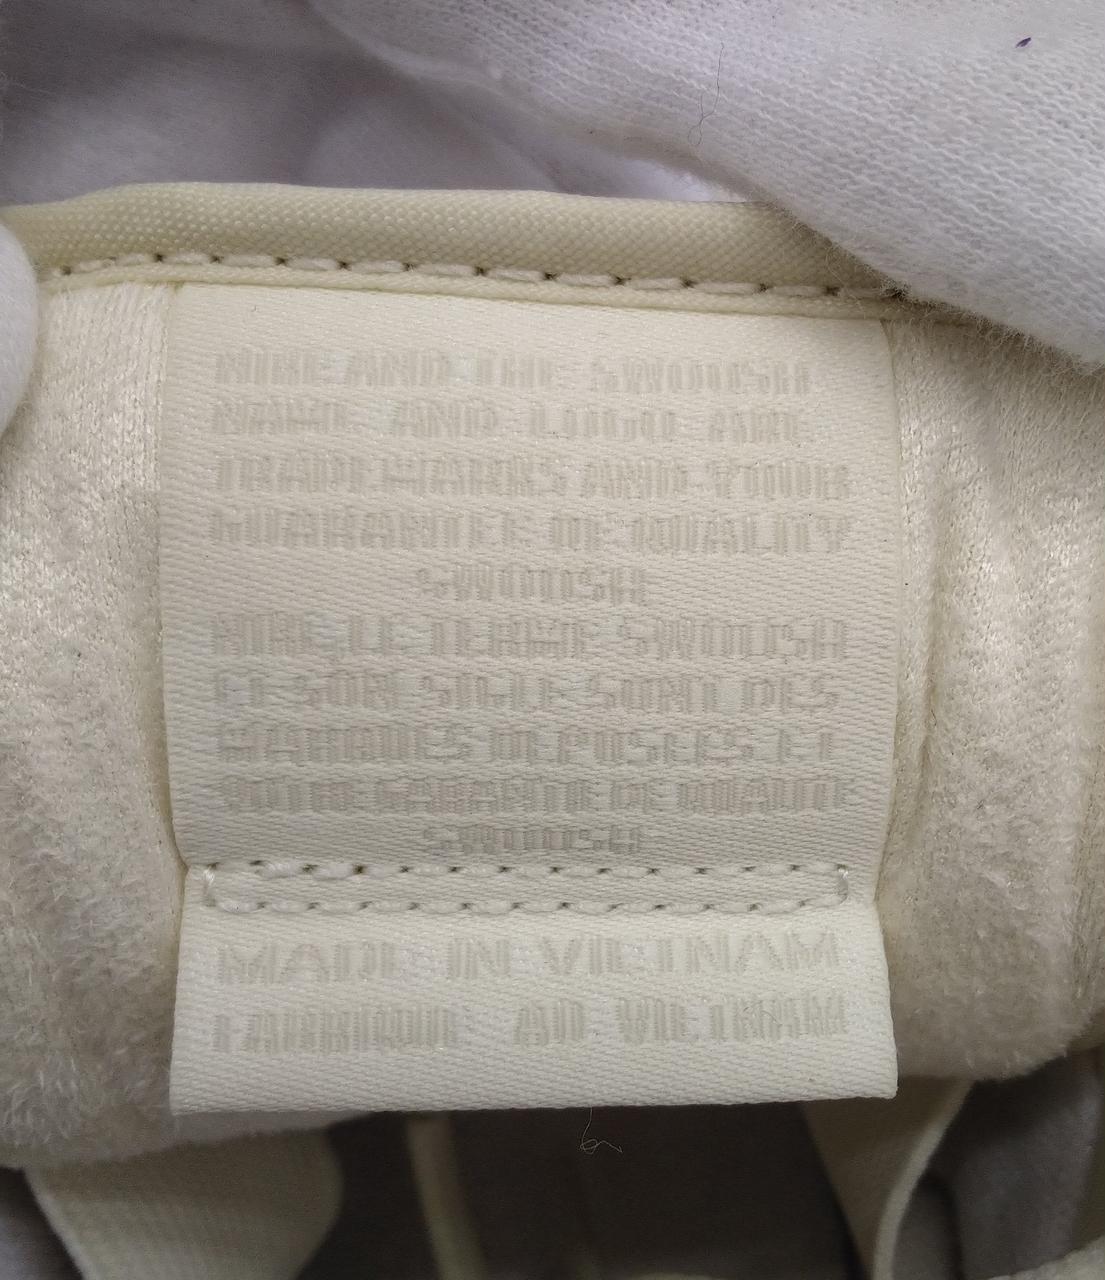 NIKE AND THE SWOOSH
NAME AND LOGO ARE
TRADEMARKS AND YOUR
GUARANTEE OF QUALITY
SWOOSH
NIKE, LE TERME SWOOSH
ET SON SIGLE SONT DES
MARQUES DEPOSEES ET
VOTRE GARANTIE DE QUALITE
SWOOSH
MADE IN VIETNAM
FABRIQUE AU VIETNAM